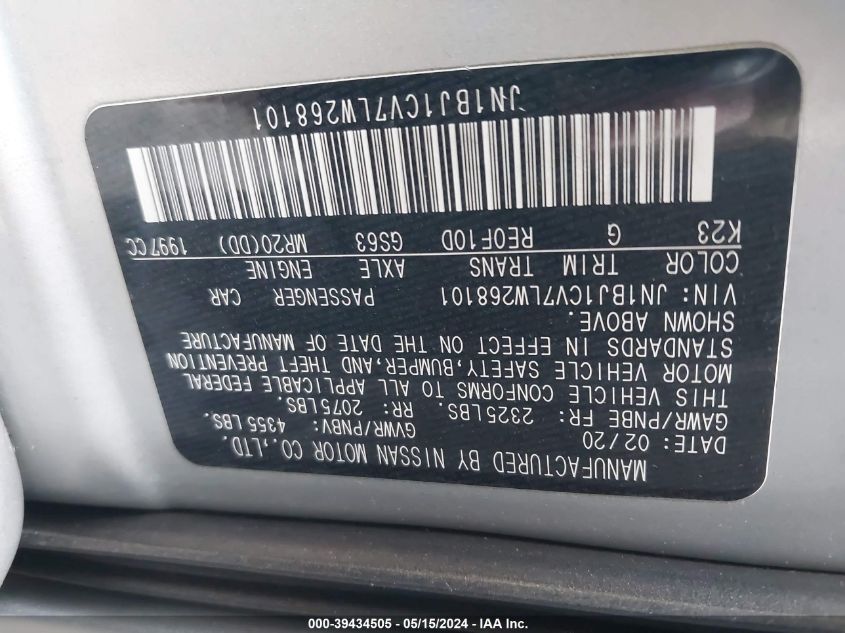 MANUFACTURED BY NISSAN MOTOR CO.,LTD.
DATE: 02/20 GVWR/PNBV: 4355 LBS.
GAWR/PNBE FR: 2325LBS. RR: 2075LBS.
THIS VEHICLE CONFORMS TO ALL APPLICABLE FEDERAL
MOTOR VEHICLE SAFETY,BUMPER,AND THEFT PREVENTION
STANDARDS IN EFFECT ON THE DATE OF MANUFACTURE
SHOWN ABOVE.
VIN: JN1BJ1CV7LW268101 PASSENGER CAR
COLOR TRIM TRANS AXLE ENGINE
K23 G REOF10D GS63 MR20(DD) 1997CC
JN1BJ1CV7LW268101
000-39434505 - 05/15/2024 - IAA Inc.